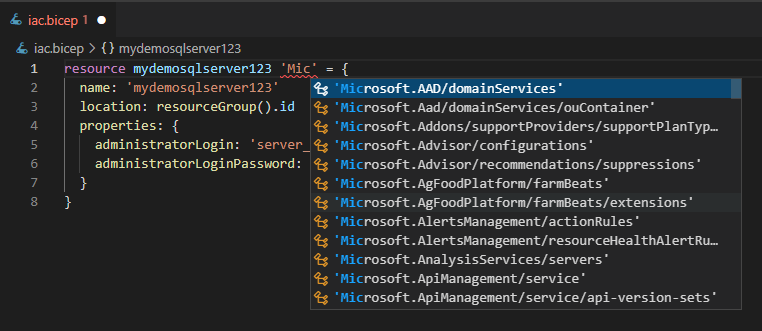 iac.bicep 1
iac.bicep > {} mydemosqlserver123
1 resource mydemosqlserver123 'Mic' = {
2 name: 'mydemosqlserver123'
3 location: resourceGroup().id
4 properties: {
5 administratorLogin: 'server_
6 administratorLoginPassword:
7 }
8 }
'Microsoft.AAD/domainServices'
'Microsoft.Aad/domainServices/ouContainer'
'Microsoft.Addons/supportProviders/supportPlanTyp…
'Microsoft.Advisor/configurations'
'Microsoft.Advisor/recommendations/suppressions'
'Microsoft.AgFoodPlatform/farmBeats'
'Microsoft.AgFoodPlatform/farmBeats/extensions'
'Microsoft.AlertsManagement/actionRules'
'Microsoft.AlertsManagement/resourceHealthAlertRu…
'Microsoft.AnalysisServices/servers'
'Microsoft.ApiManagement/service'
'Microsoft.ApiManagement/service/api-version-sets'